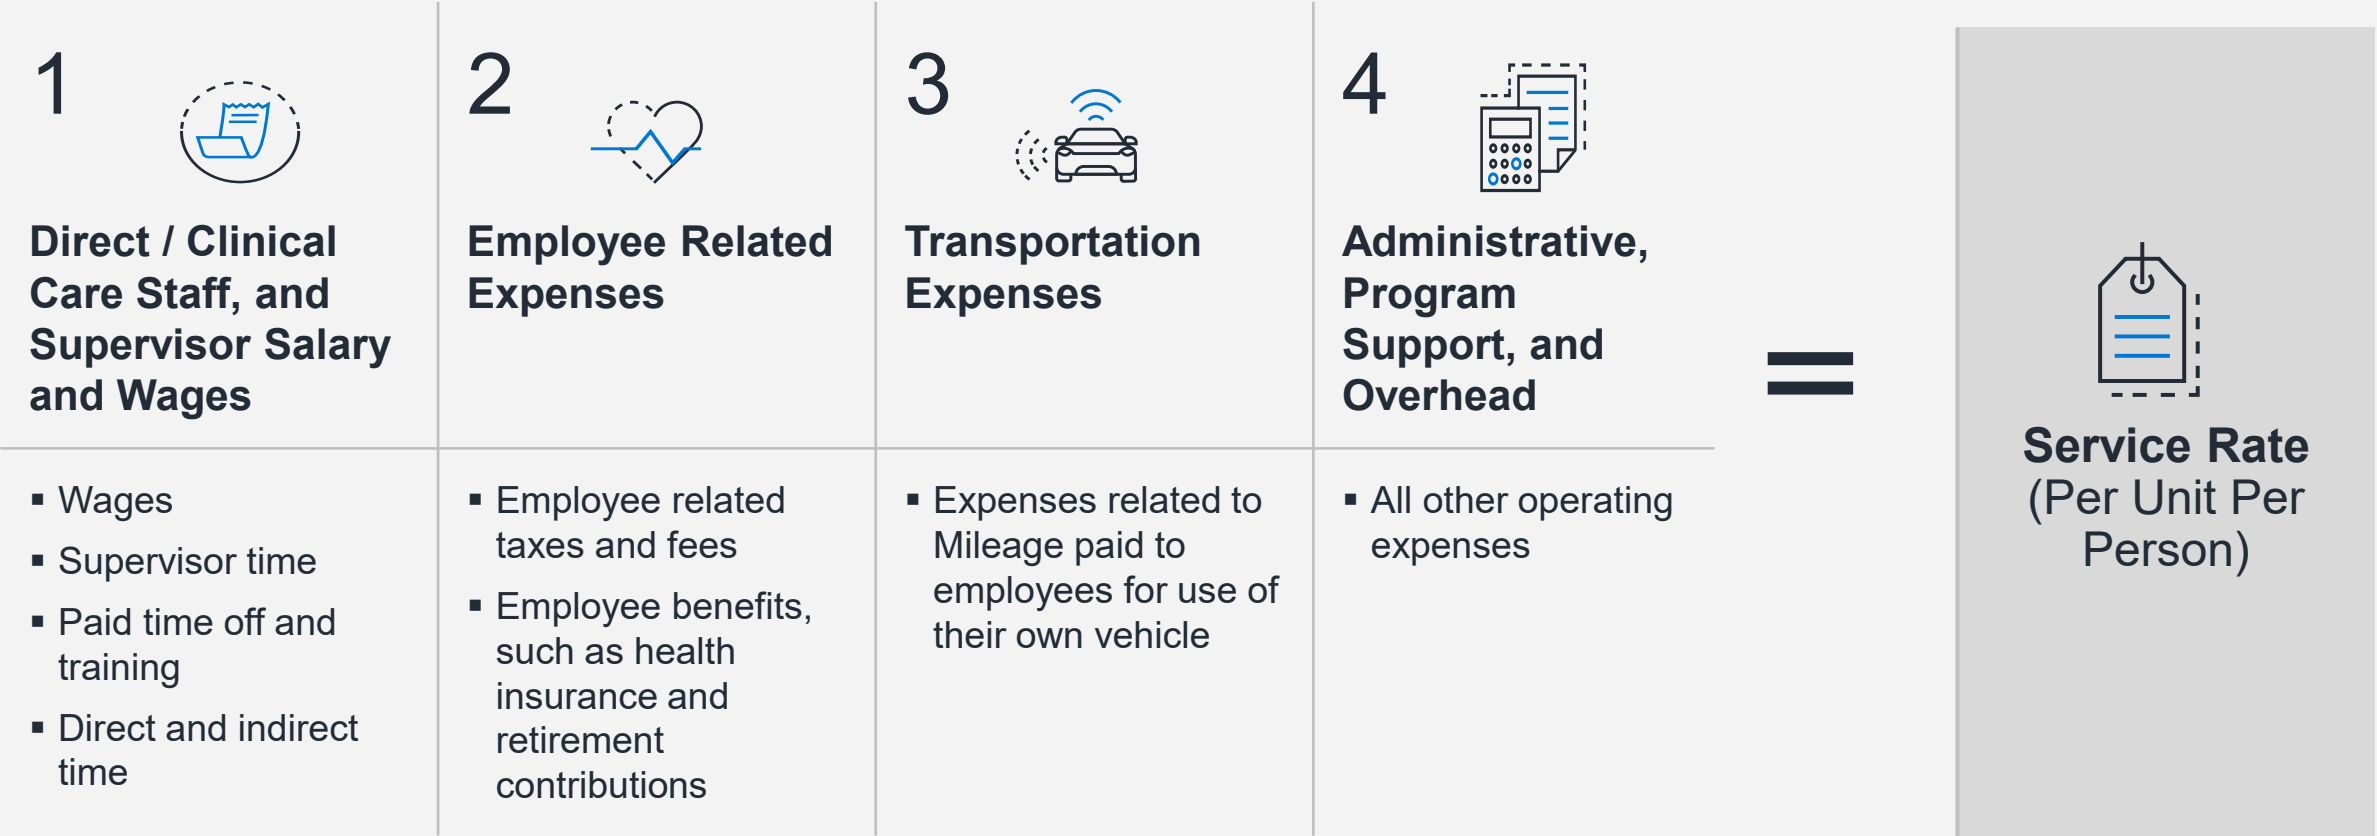 1
Direct / Clinical
Care Staff, and
Supervisor Salary
and Wages
▪ Wages
▪ Supervisor time
▪ Paid time off and
training
▪ Direct and indirect
time
2
Employee Related
Expenses
▪ Employee related
taxes and fees
▪ Employee benefits,
such as health
insurance and
retirement
contributions
3
Transportation
Expenses
▪ Expenses related to
Mileage paid to
employees for use of
their own vehicle
4
Administrative,
Program
Support, and
Overhead
▪ All other operating
expenses
=
Service Rate
(Per Unit Per
Person)